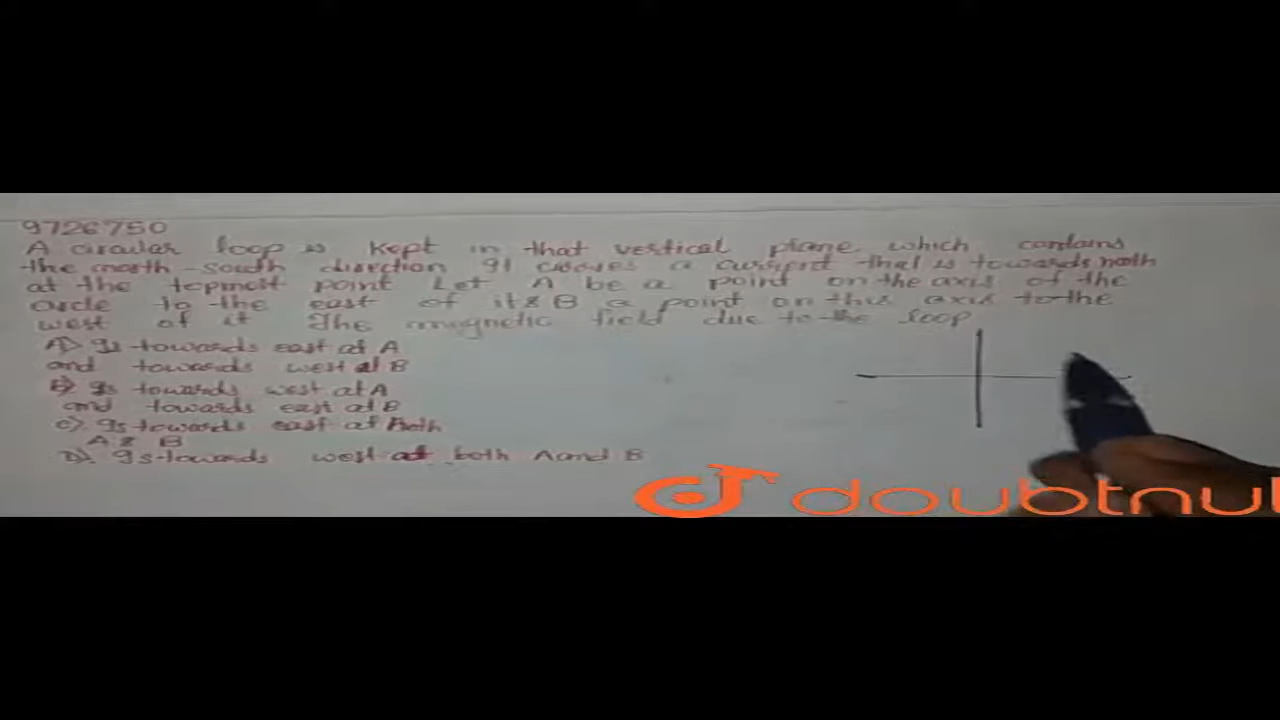 9726750
A circular loop is kept in that vertical plane which contains
the north-south direction It carries a current that is towards north
at the topmost point Let A be a point on the axis of the
circle to the east of it & B a point on this axis to the
west of it The magnetic field due to the loop
A) Is towards east at A
and towards west at B
B) Is towards west at A
and towards east at B
C) Is towards east at both
A & B
D). Is towards west at both A and B
doubtnut